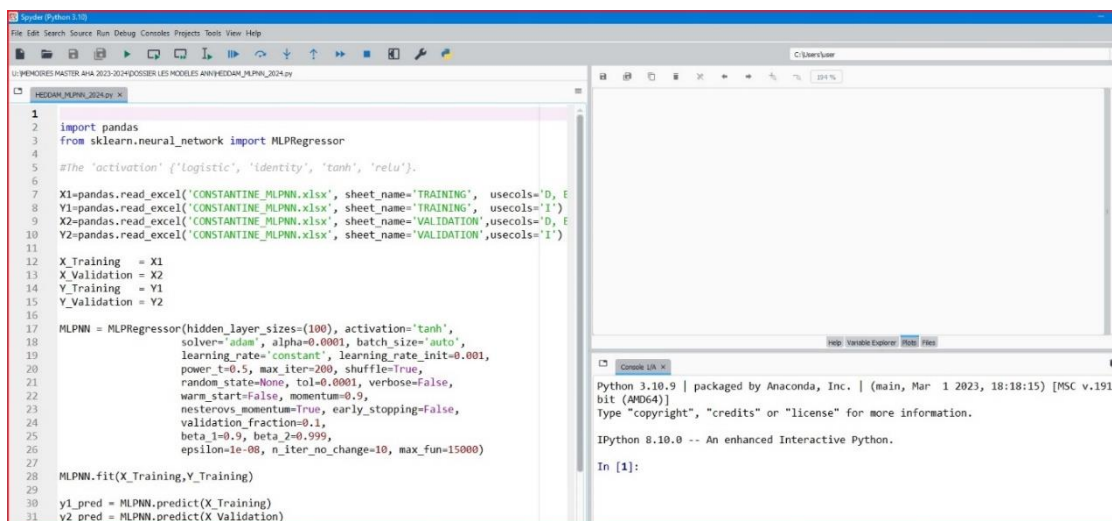 Spyder (Python 3.10)
File Edit Search Source Run Debug Consoles Projects Tools View Help
C:\Users\user
U:\MEMOIRES MASTER AHA 2023-2024\DOSSIER LES MODELES ANN\HEDDAM_MLPNN_2024.py
HEDDAM_MLPNN_2024.py
1
2 import pandas
3 from sklearn.neural_network import MLPRegressor
4
5 #The 'activation' {'logistic', 'identity', 'tanh', 'relu'}.
6
7 X1=pandas.read_excel('CONSTANTINE_MLPNN.xlsx', sheet_name='TRAINING', usecols='D, E
8 Y1=pandas.read_excel('CONSTANTINE_MLPNN.xlsx', sheet_name='TRAINING', usecols='I')
9 X2=pandas.read_excel('CONSTANTINE_MLPNN.xlsx', sheet_name='VALIDATION',usecols='D, E
10 Y2=pandas.read_excel('CONSTANTINE_MLPNN.xlsx', sheet_name='VALIDATION',usecols='I')
11
12 X_Training = X1
13 X_Validation = X2
14 Y_Training = Y1
15 Y_Validation = Y2
16
17 MLPNN = MLPRegressor(hidden_layer_sizes=(100), activation='tanh',
18 solver='adam', alpha=0.0001, batch_size='auto',
19 learning_rate='constant', learning_rate_init=0.001,
20 power_t=0.5, max_iter=200, shuffle=True,
21 random_state=None, tol=0.0001, verbose=False,
22 warm_start=False, momentum=0.9,
23 nesterovs_momentum=True, early_stopping=False,
24 validation_fraction=0.1,
25 beta_1=0.9, beta_2=0.999,
26 epsilon=1e-08, n_iter_no_change=10, max_fun=15000)
27
28 MLPNN.fit(X_Training,Y_Training)
29
30 y1_pred = MLPNN.predict(X_Training)
31 y2_pred = MLPNN.predict(X_Validation)
194 %
Help Variable Explorer Plots Files
Console 1/A
Python 3.10.9 | packaged by Anaconda, Inc. | (main, Mar 1 2023, 18:18:15) [MSC v.191
bit (AMD64)]
Type "copyright", "credits" or "license" for more information.
IPython 8.10.0 -- An enhanced Interactive Python.
In [1]: